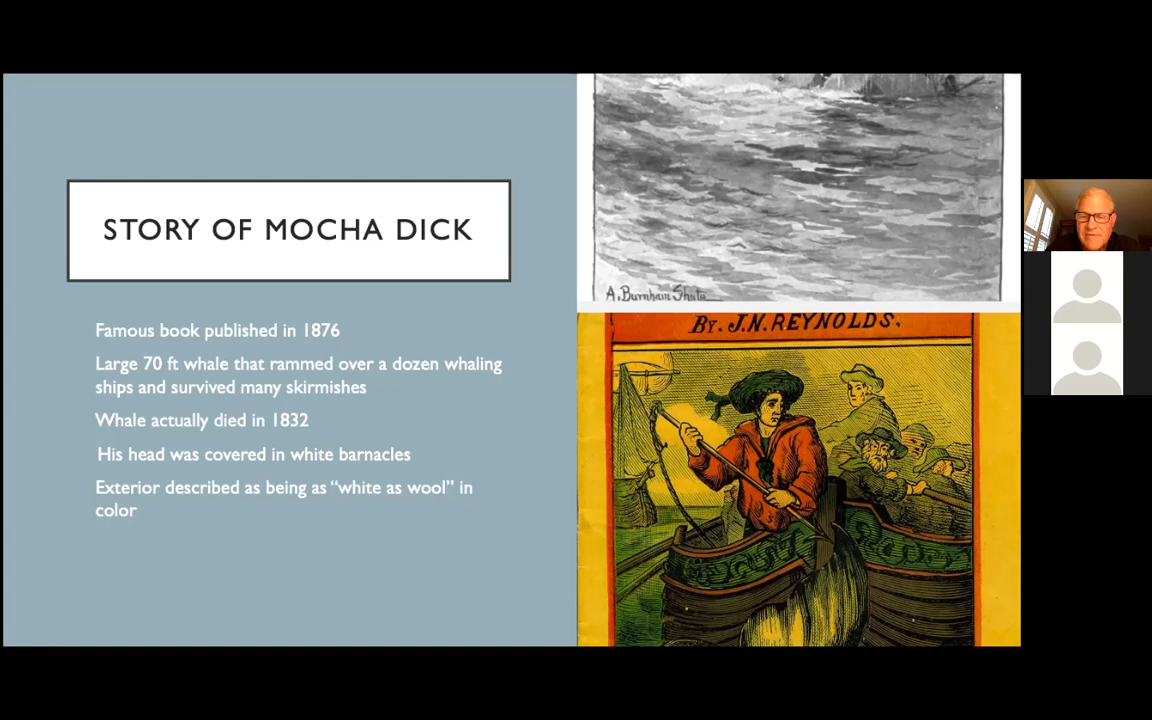 STORY OF MOCHA DICK
Famous book published in 1876
Large 70 ft whale that rammed over a dozen whaling
ships and survived many skirmishes
Whale actually died in 1832
His head was covered in white barnacles
Exterior described as being as “white as wool” in
color
A. Burnham Shute
BY. J.N. REYNOLDS.